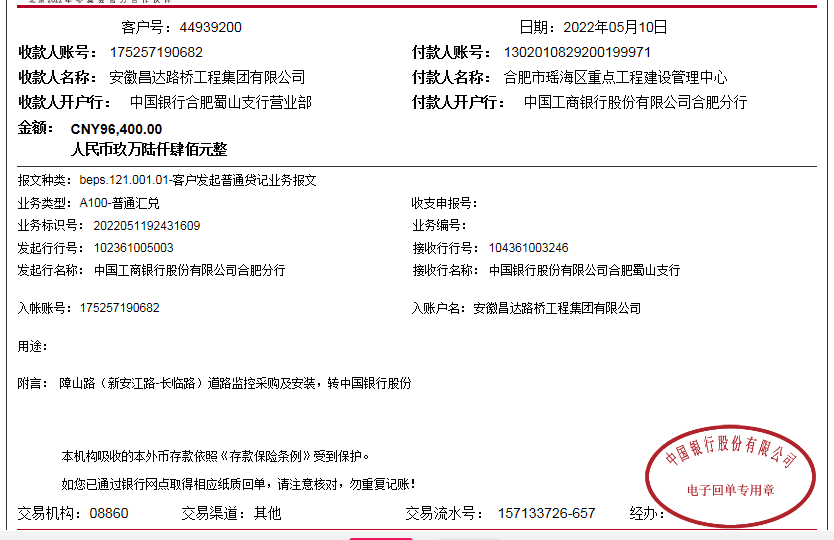 客户号：44939200 日期：2022年05月10日
收款人账号：175257190682 付款人账号：1302010829200199971
收款人名称：安徽昌达路桥工程集团有限公司 付款人名称：合肥市瑶海区重点工程建设管理中心
收款人开户行：中国银行合肥蜀山支行营业部 付款人开户行：中国工商银行股份有限公司合肥分行
金额：CNY96,400.00
人民币玖万陆仟肆佰元整
报文种类：beps.121.001.01-客户发起普通贷记业务报文
业务类型：A100-普通汇兑 收支申报号：
业务标识号：2022051192431609 业务编号：
发起行行号：102361005003 接收行行号：104361003246
发起行名称：中国工商银行股份有限公司合肥分行 接收行名称：中国银行股份有限公司合肥蜀山支行
入帐账号：175257190682 入账户名：安徽昌达路桥工程集团有限公司
用途：
附言：障山路（新安江路-长临路）道路监控采购及安装，转中国银行股份
本机构吸收的本外币存款依照《存款保险条例》受到保护。
如您已通过银行网点取得相应纸质回单，请注意核对，勿重复记账！
中国银行股份有限公司
电子回单专用章
交易机构：08860 交易渠道：其他 交易流水号：157133726-657 经办：